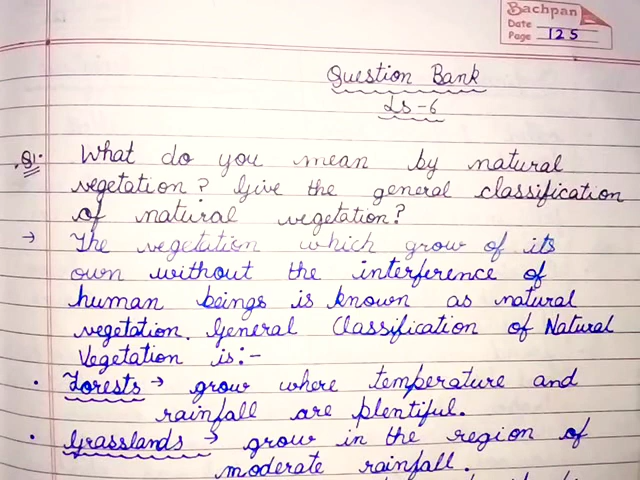 Bachpan
Date
Page 125
Question Bank
LS-6
Q1. What do you mean by natural
vegetation? Give the general classification
of natural vegetation?
→ The vegetation which grow of its
own without the interference of
human beings is known as natural
vegetation. General Classification of Natural
Vegetation is:-
• Forests → grow where temperature and
rainfall are plentiful.
• Grasslands → grow in the region of
moderate rainfall.